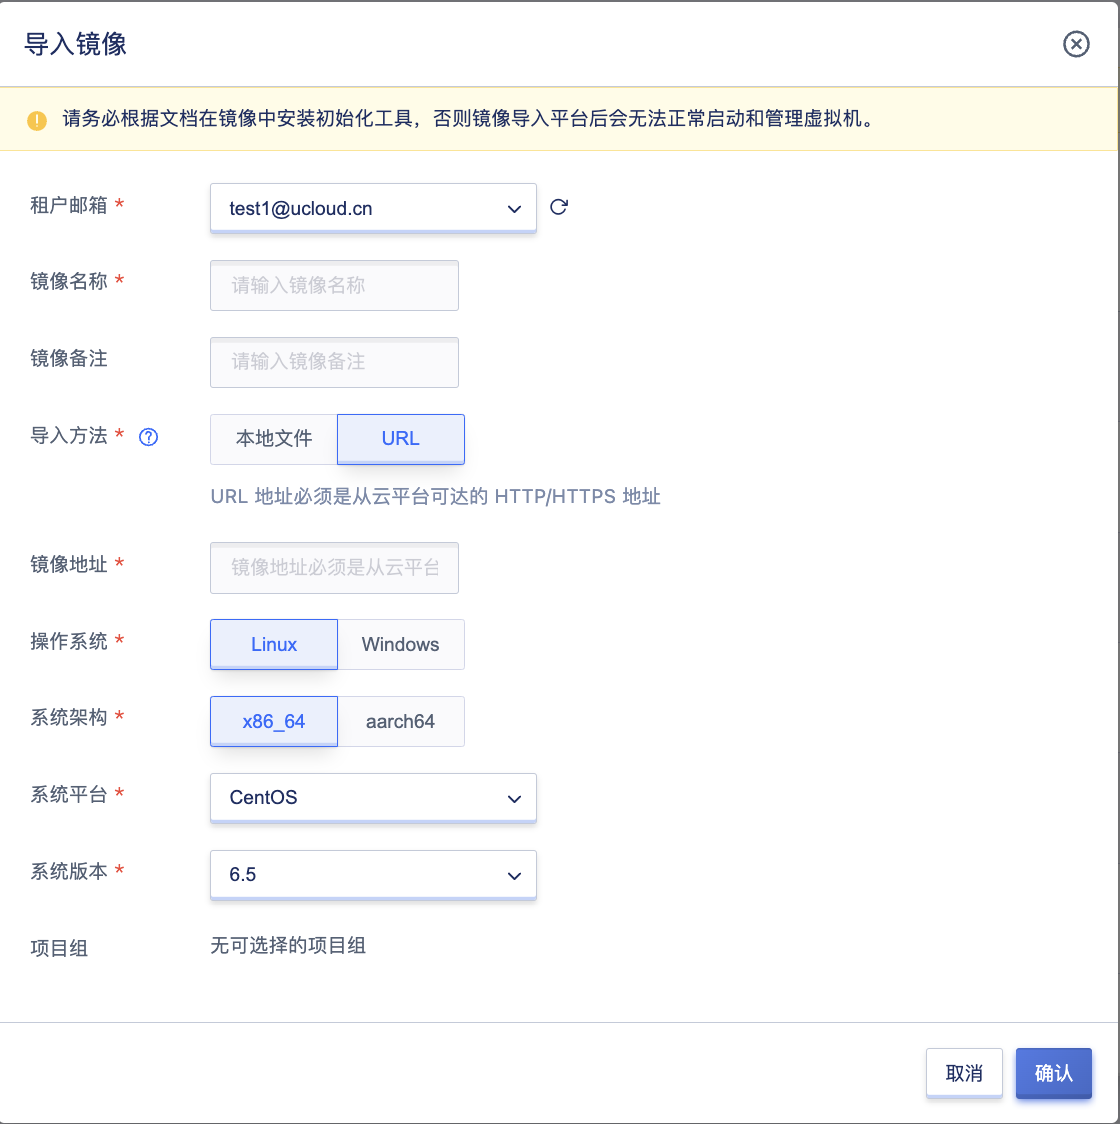 导入镜像
请务必根据文档在镜像中安装初始化工具，否则镜像导入平台后会无法正常启动和管理虚拟机。
租户邮箱 * test1@ucloud.cn
镜像名称 * 请输入镜像名称
镜像备注 请输入镜像备注
导入方法 * 本地文件 URL
URL 地址必须是从云平台可达的 HTTP/HTTPS 地址
镜像地址 * 镜像地址必须是从云平台
操作系统 * Linux Windows
系统架构 * x86_64 aarch64
系统平台 * CentOS
系统版本 * 6.5
项目组 无可选择的项目组
取消 确认